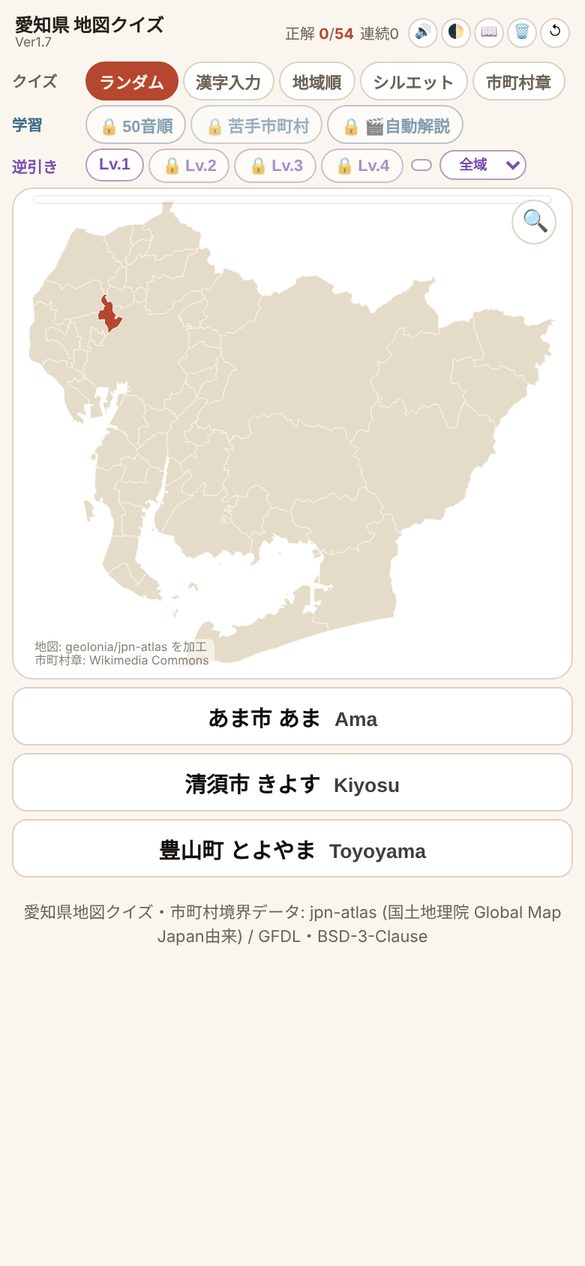 愛知県 地図クイズ
Ver1.7
正解 0/54 連続0
クイズ ランダム 漢字入力 地域順 シルエット 市町村章
学習 50音順 苦手市町村 自動解説
逆引き Lv.1 Lv.2 Lv.3 Lv.4 全域
地図: geolonia/jpn-atlas を加工
市町村章: Wikimedia Commons
あま市 あま Ama
清須市 きよす Kiyosu
豊山町 とよやま Toyoyama
愛知県地図クイズ・市町村境界データ: jpn-atlas (国土地理院 Global Map
Japan由来) / GFDL・BSD-3-Clause